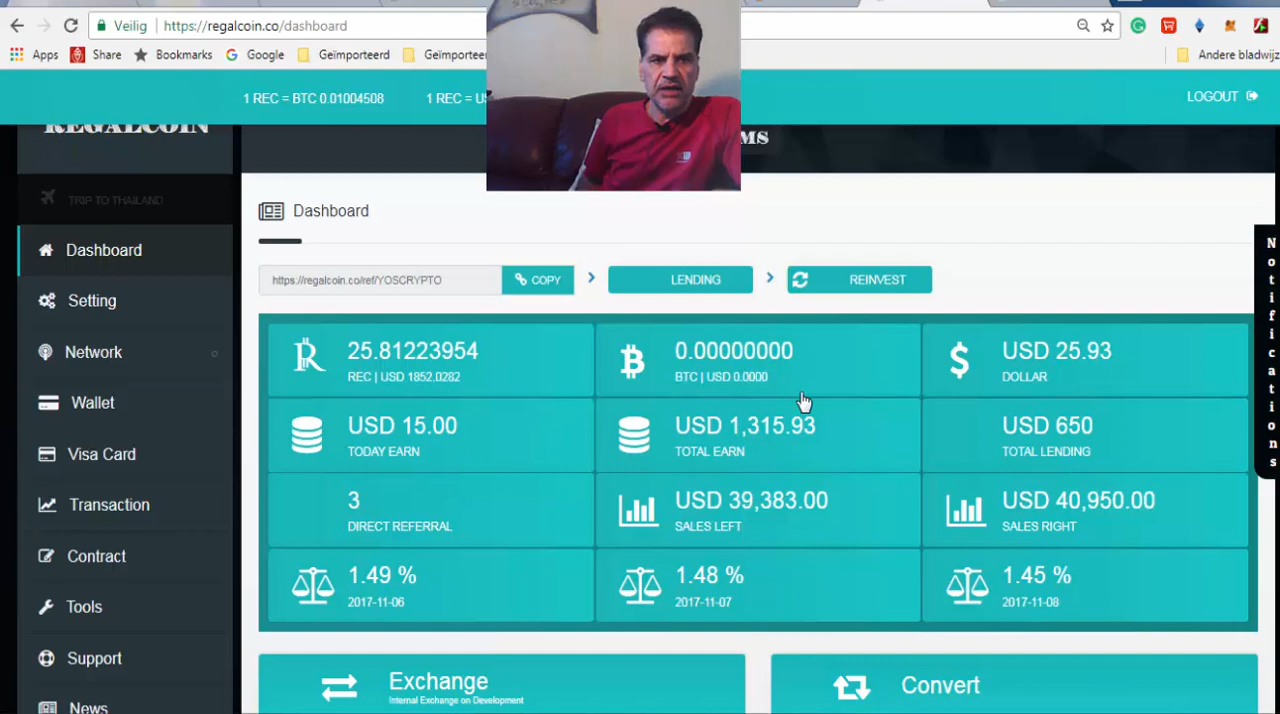 Veilig | https://regalcoin.co/dashboard
Apps Share Bookmarks Google Geïmporteerd Geïmporteer Andere bladwijz
1 REC = BTC 0.01004508 1 REC = US LOGOUT
REGALCOIN MS
TRIP TO THAILAND
Dashboard
Setting
Network
Wallet
Visa Card
Transaction
Contract
Tools
Support
News
Dashboard
https://regalcoin.co/ref/YOSCRYPTO COPY LENDING REINVEST
25.81223954
REC | USD 1852.0282
0.00000000
BTC | USD 0.0000
USD 25.93
DOLLAR
USD 15.00
TODAY EARN
USD 1,315.93
TOTAL EARN
USD 650
TOTAL LENDING
3
DIRECT REFERRAL
USD 39,383.00
SALES LEFT
USD 40,950.00
SALES RIGHT
1.49 %
2017-11-06
1.48 %
2017-11-07
1.45 %
2017-11-08
Exchange
Internal Exchange on Development
Convert
Notifications